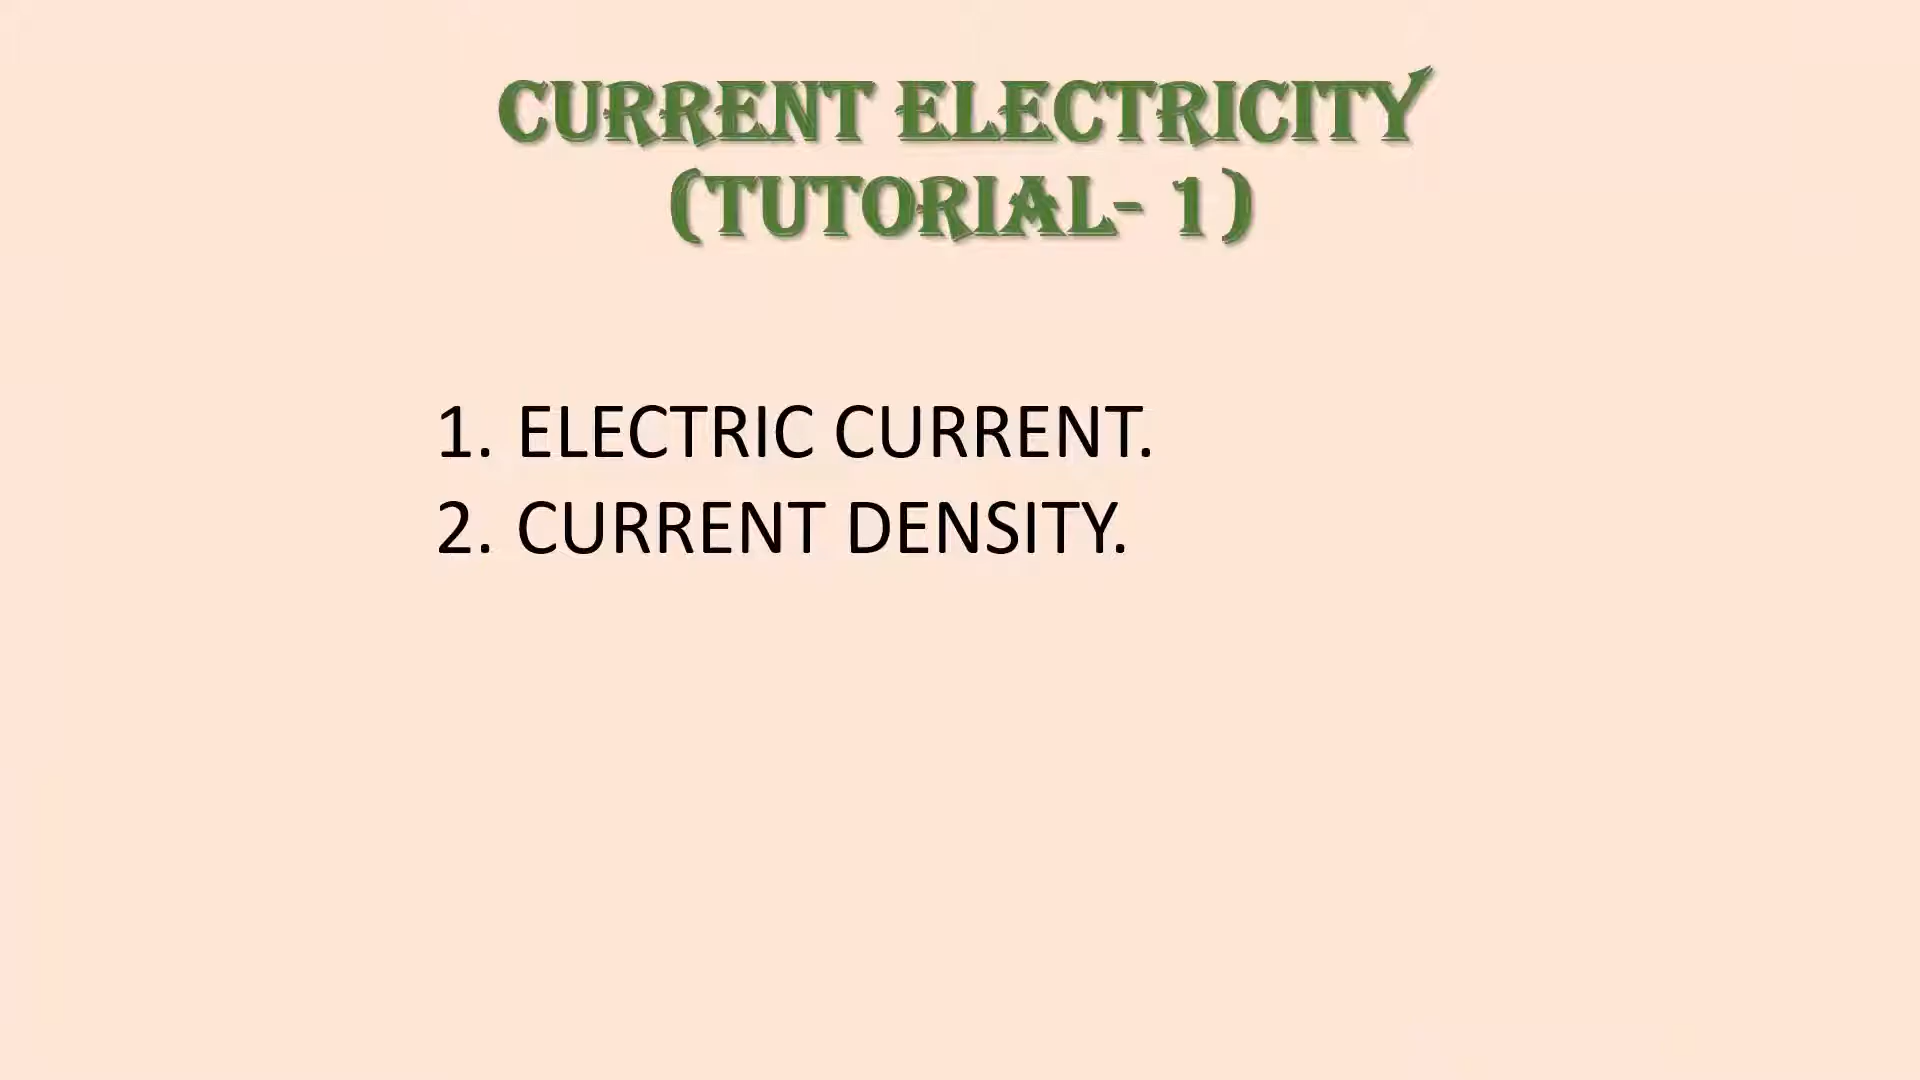 CURRENT ELECTRICITY
(TUTORIAL- 1)
1. ELECTRIC CURRENT.
2. CURRENT DENSITY.